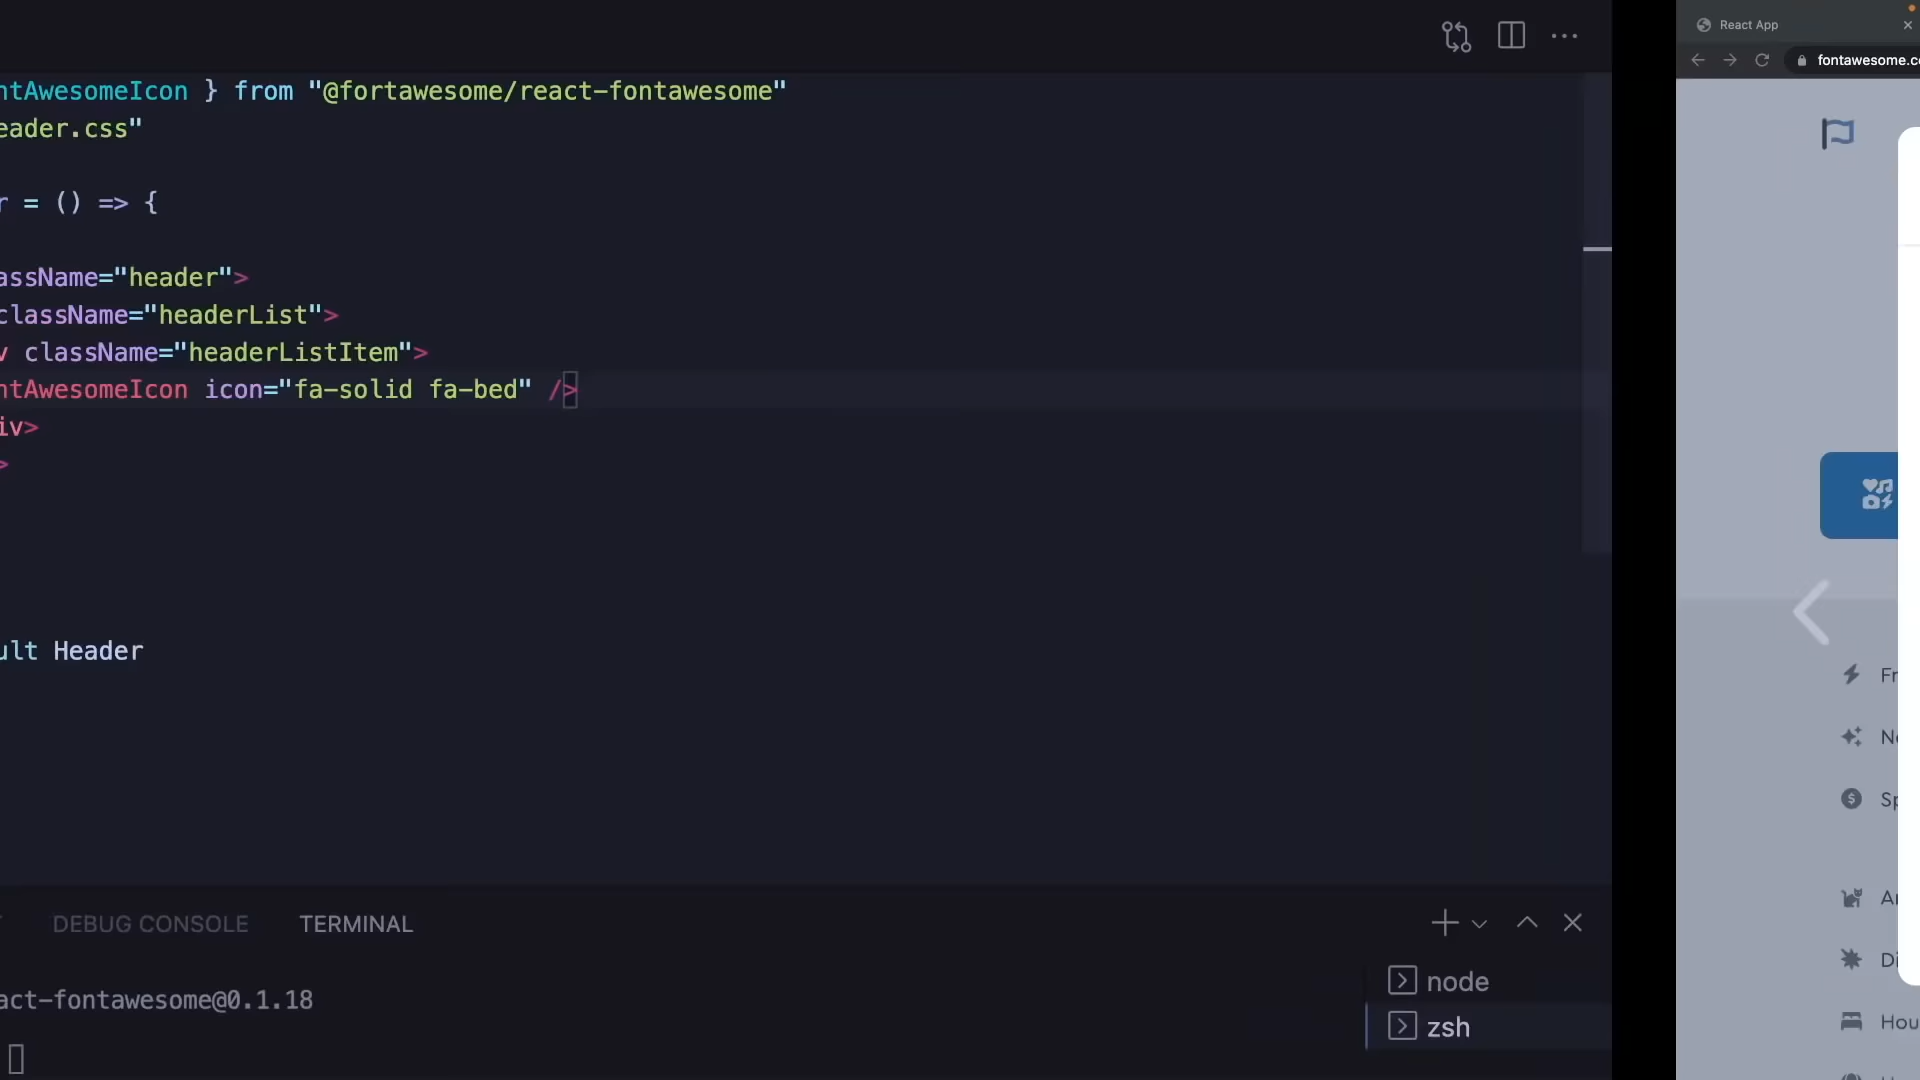 ntAwesomeIcon } from "@fortawesome/react-fontawesome"
eader.css"
r = () => {
assName="header">
className="headerList">
v className="headerListItem">
ntAwesomeIcon icon="fa-solid fa-bed" />
iv>
>
ult Header
DEBUG CONSOLE
TERMINAL
act-fontawesome@0.1.18
node
zsh
React App
fontawesome.c
Fr
Ne
Sp
An
Di
Hou